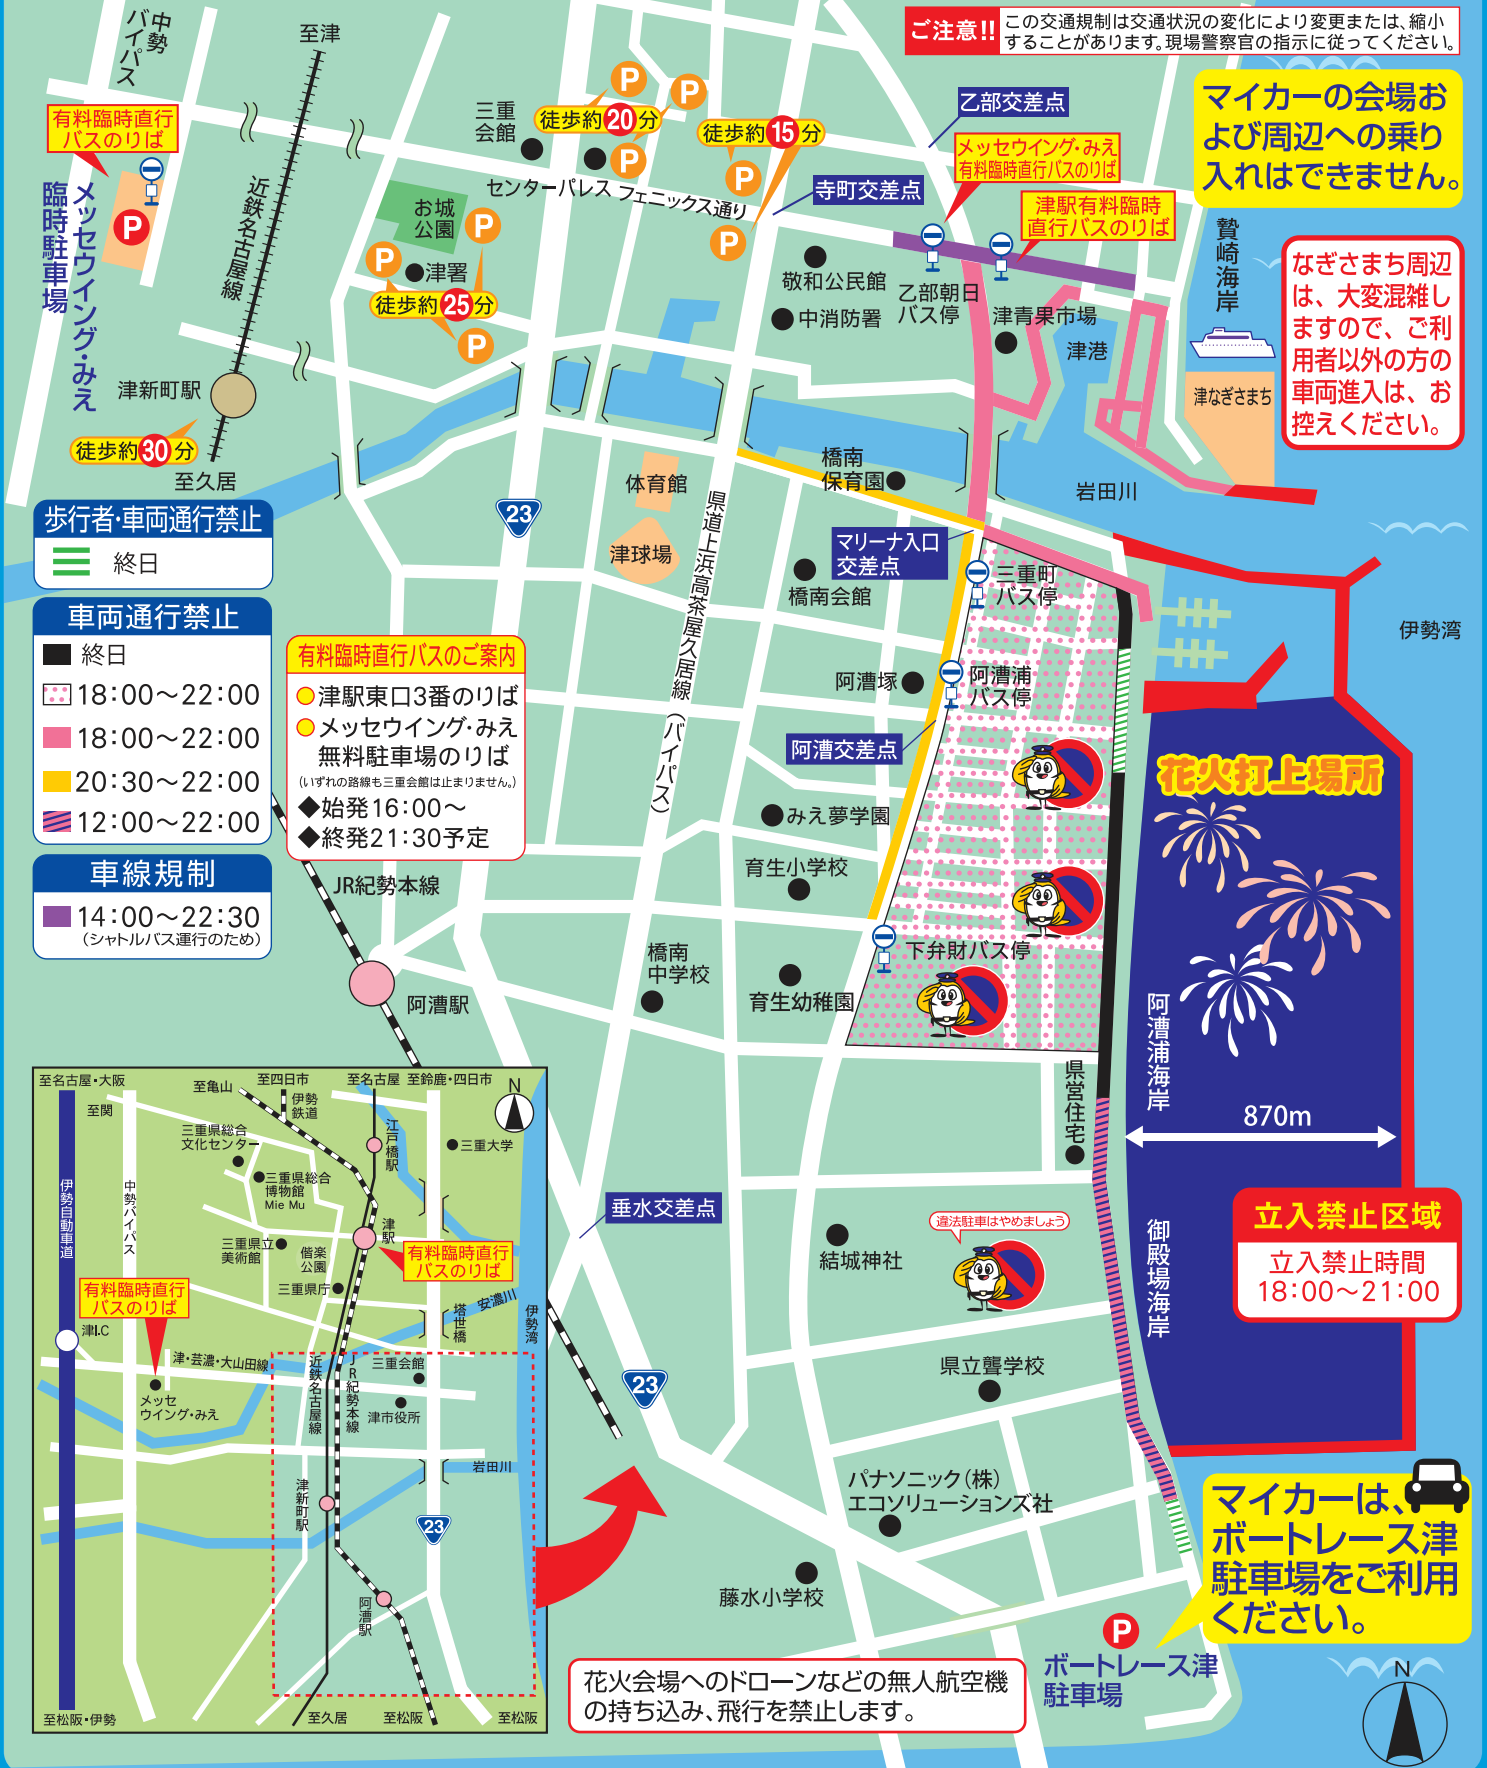 ご注意!!
この交通規制は交通状況の変化により変更または、縮小
することがあります。現場警察官の指示に従ってください。
マイカーの会場お
よび周辺への乗り
入れはできません。
なぎさまち周辺
は、大変混雑し
ますので、ご利
用者以外の方の
車両進入は、お
控えください。
中勢
バイパス
至津
有料臨時直行
バスのりば
P
メッセウイング・みえ
臨時駐車場
近鉄名古屋線
三重
会館
P
P
徒歩約20分
P
センターパレス
フェニックス通り
徒歩約15分
P
P
乙部交差点
メッセウイング・みえ
有料臨時直行バスのりば
寺町交差点
津駅有料臨時
直行バスのりば
贄崎海岸
お城
公園
P
P
津署
徒歩約25分
P
敬和公民館
中消防署
乙部朝日
バス停
津青果市場
津港
津なぎさまち
津新町駅
徒歩約30分
至久居
体育館
津球場
23
県道上浜高茶屋久居線(バイパス)
橋南
保育園
岩田川
マリーナ入口
交差点
三重町
バス停
橋南会館
伊勢湾
阿漕塚
阿漕浦
バス停
阿漕交差点
歩行者・車両通行禁止
終日
車両通行禁止
終日
18:00〜22:00
18:00〜22:00
20:30〜22:00
12:00〜22:00
車線規制
14:00〜22:30
(シャトルバス運行のため)
有料臨時直行バスのご案内
津駅東口3番のりば
メッセウイング・みえ
無料駐車場のりば
(いずれの路線も三重会館は止まりません。)
◆始発16:00〜
◆終発21:30予定
花火打上場所
みえ夢学園
育生小学校
JR紀勢本線
橋南
中学校
下弁財バス停
育生幼稚園
阿漕駅
阿漕浦海岸
県営住宅
870m
御殿場海岸
立入禁止区域
立入禁止時間
18:00〜21:00
垂水交差点
違法駐車はやめましょう
結城神社
23
県立聾学校
パナソニック(株)
エコソリューションズ社
藤水小学校
マイカーは、
ボートレース津
駐車場をご利用
ください。
P
ボートレース津
駐車場
花火会場へのドローンなどの無人航空機
の持ち込み、飛行を禁止します。
N
至名古屋・大阪
至亀山
至四日市
至名古屋
至鈴鹿・四日市
N
至関
伊勢
鉄道
三重県総合
文化センター
江戸橋駅
三重大学
三重県総合
博物館
Mie Mu
伊勢自動車道
中勢バイパス
津駅
三重県立
美術館
偕楽
公園
有料臨時直行
バスのりば
三重県庁
有料臨時直行
バスのりば
安濃川
塔世橋
伊勢湾
津I.C
津・芸濃・大山田線
近鉄名古屋線
JR紀勢本線
三重会館
メッセ
ウイング・みえ
津市役所
岩田川
津新町駅
23
阿漕駅
至松阪・伊勢
至久居
至松阪
至松阪